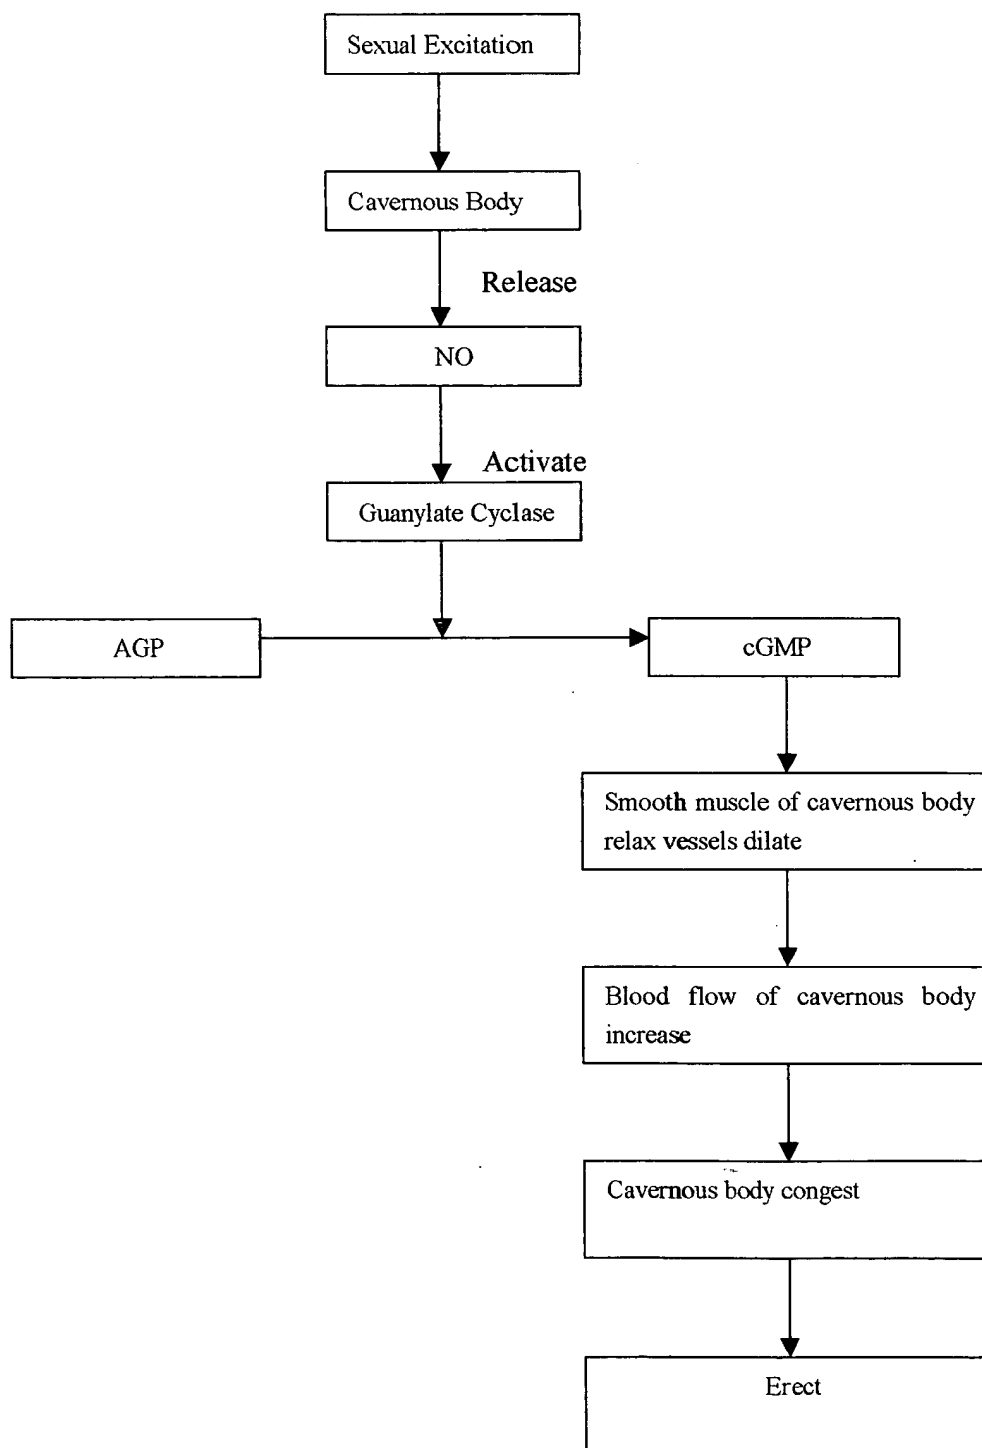 Sexual Excitation
Cavernous Body
Release
NO
Activate
Guanylate Cyclase
AGP
cGMP
Smooth muscle of cavernous body
relax vessels dilate
Blood flow of cavernous body
increase
Cavernous body congest
Erect